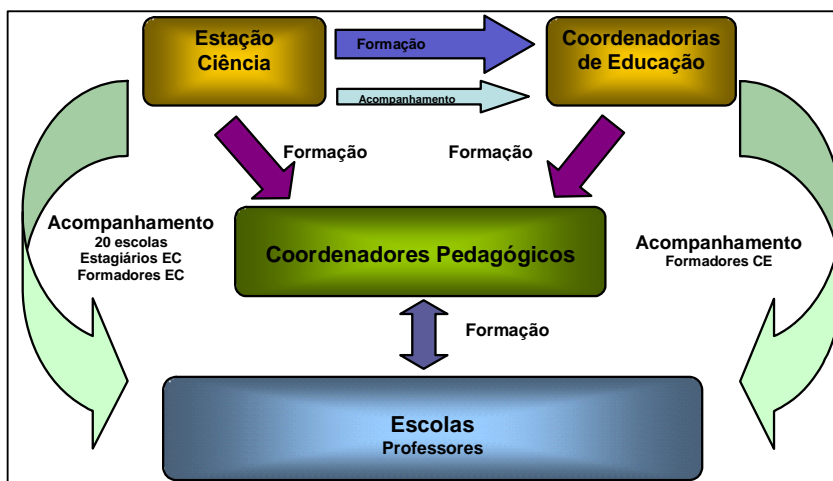 Estação
Ciência
Formação
Acompanhamento
Coordenadorias
de Educação
Formação
Formação
Acompanhamento
20 escolas
Estagiários EC
Formadores EC
Coordenadores Pedagógicos
Acompanhamento
Formadores CE
Formação
Escolas
Professores